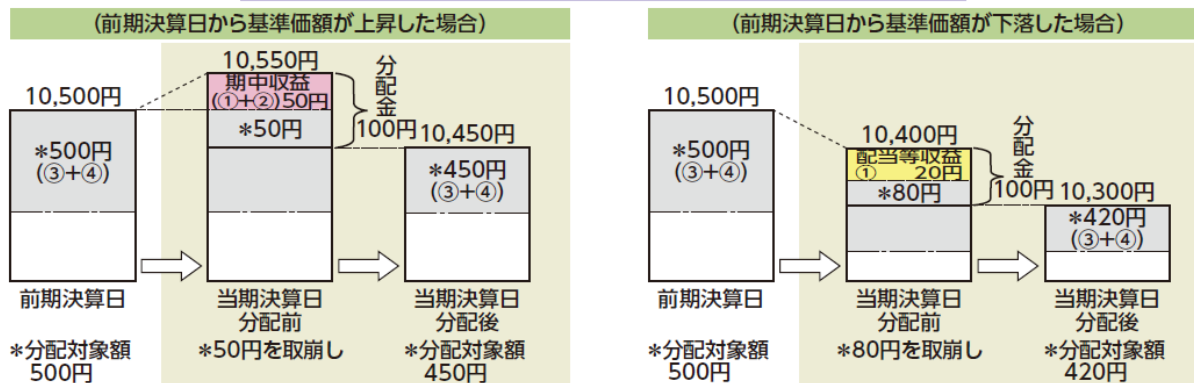 (前期決算日から基準価額が上昇した場合)
10,550円
期中収益
(①+②)50円
*50円
分配金
100円
10,500円
*500円
(③+④)
10,450円
*450円
(③+④)
前期決算日
当期決算日
分配前
当期決算日
分配後
*分配対象額
500円
*50円を取崩し
*分配対象額
450円
(前期決算日から基準価額が下落した場合)
10,500円
*500円
(③+④)
10,400円
配当等収益
① 20円
*80円
分配金
100円
10,300円
*420円
(③+④)
前期決算日
当期決算日
分配前
当期決算日
分配後
*分配対象額
500円
*80円を取崩し
*分配対象額
420円